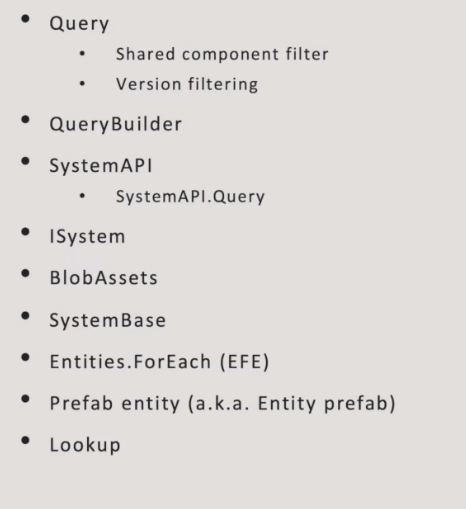 • Query
• Shared component filter
• Version filtering
• QueryBuilder
• SystemAPI
• SystemAPI.Query
• ISystem
• BlobAssets
• SystemBase
• Entities.ForEach (EFE)
• Prefab entity (a.k.a. Entity prefab)
• Lookup